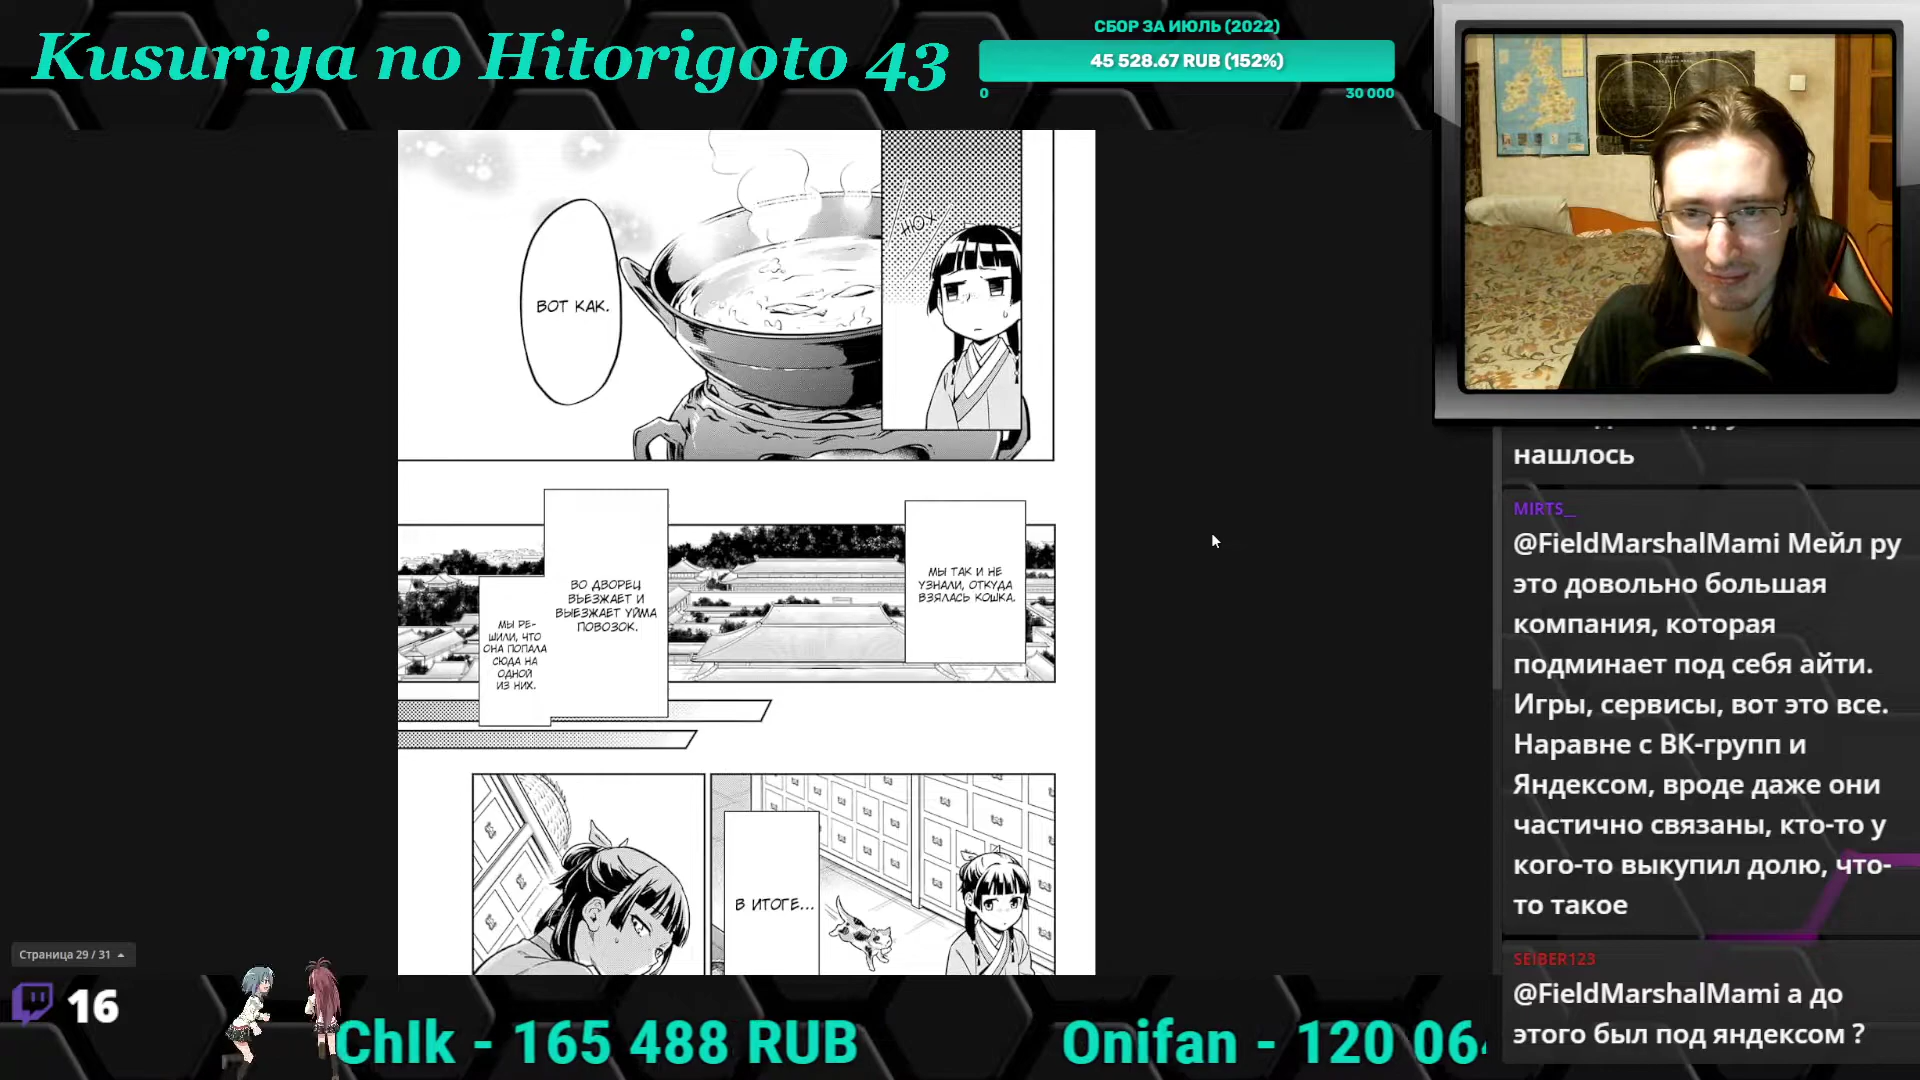 Kusuriya no Hitorigoto 43
СБОР ЗА ИЮЛЬ (2022)
45 528.67 RUB (152%)
0
30 000
НЮХ
ВОТ КАК.
МЫ ТАК И НЕ
УЗНАЛИ, ОТКУДА
ВЗЯЛАСЬ КОШКА.
ВО ДВОРЕЦ
ВЪЕЗЖАЕТ И
ВЫЕЗЖАЕТ УЙМА
ПОВОЗОК.
МЫ РЕ-
ШИЛИ, ЧТО
ОНА ПОПАЛА
СЮДА НА
ОДНОЙ
ИЗ НИХ.
В ИТОГЕ...
нашлось
MIRTS_
@FieldMarshalMami Мейл ру
это довольно большая
компания, которая
подминает под себя айти.
Игры, сервисы, вот это все.
Наравне с ВК-групп и
Яндексом, вроде даже они
частично связаны, кто-то у
кого-то выкупил долю, что-
то такое
SEIBER123
@FieldMarshalMami а до
этого был под яндексом ?
Страница 29 / 31
16
Chlk - 165 488 RUB
Onifan - 120 06